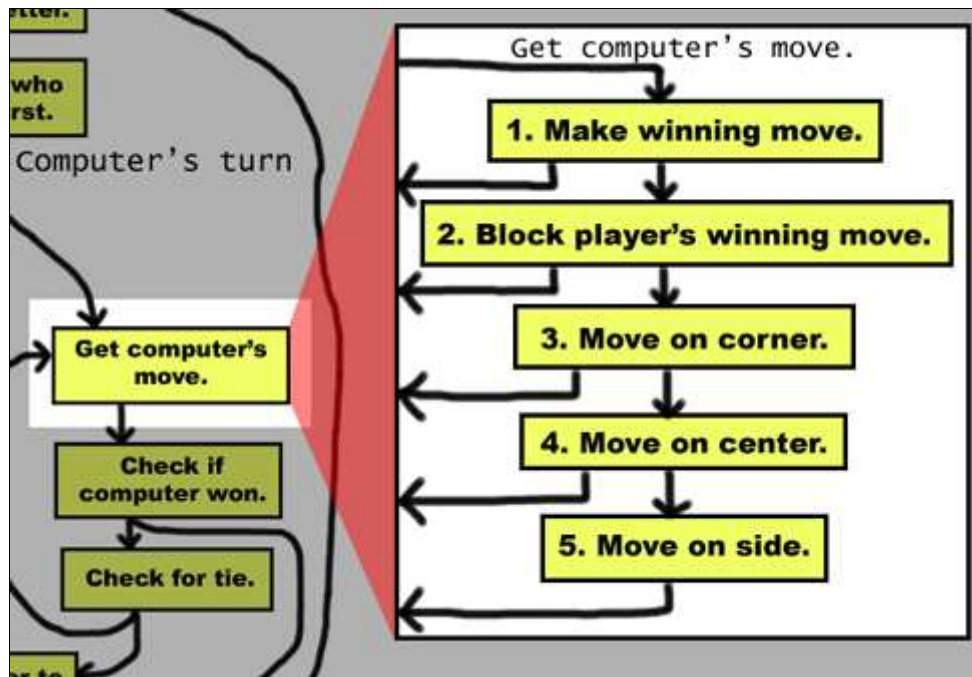 who
rst.
Computer's turn
Get computer's
move.
Check if
computer won.
Check for tie.
Get computer's move.
1. Make winning move.
2. Block player's winning move.
3. Move on corner.
4. Move on center.
5. Move on side.